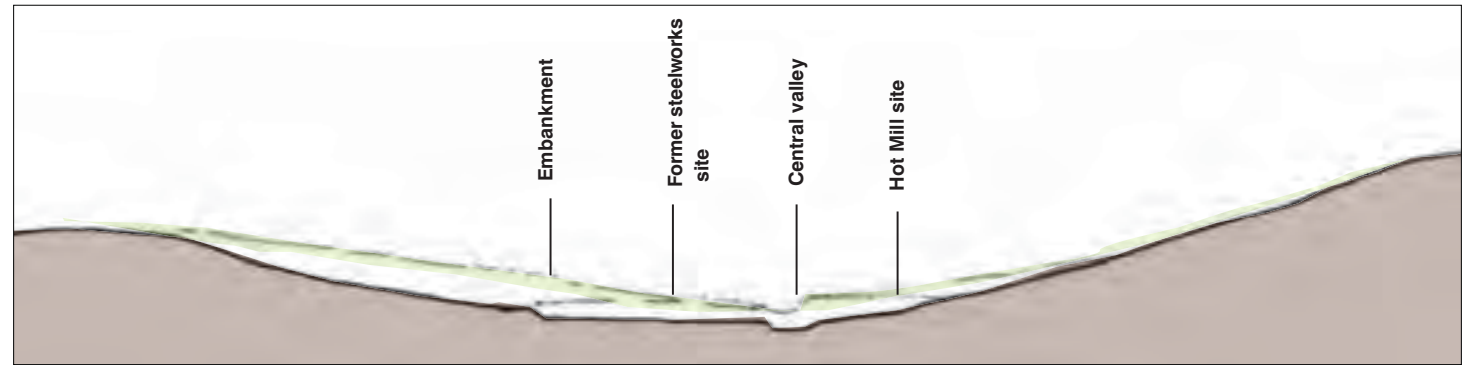 Embankment
Former steelworks
site
Central valley
Hot Mill site